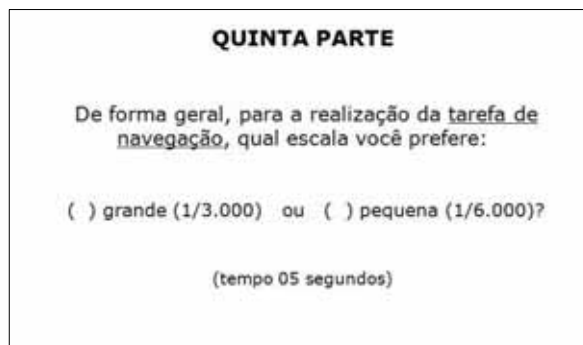 QUINTA PARTE
De forma geral, para a realização da tarefa de
navegação, qual escala você prefere:
( ) grande (1/3.000) ou ( ) pequena (1/6.000)?
(tempo 05 segundos)